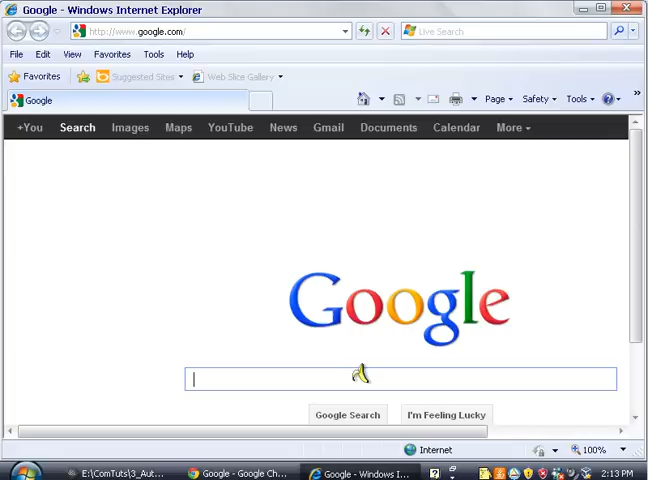 Google - Windows Internet Explorer
http://www.google.com/
Live Search
File Edit View Favorites Tools Help
Favorites Suggested Sites Web Slice Gallery
Google
Page Safety Tools
+You Search Images Maps YouTube News Gmail Documents Calendar More
Google
Google Search I'm Feeling Lucky
Internet 100%
E:\ComTuts\3_Aut... Google - Google Ch... Google - Windows I... 2:13 PM